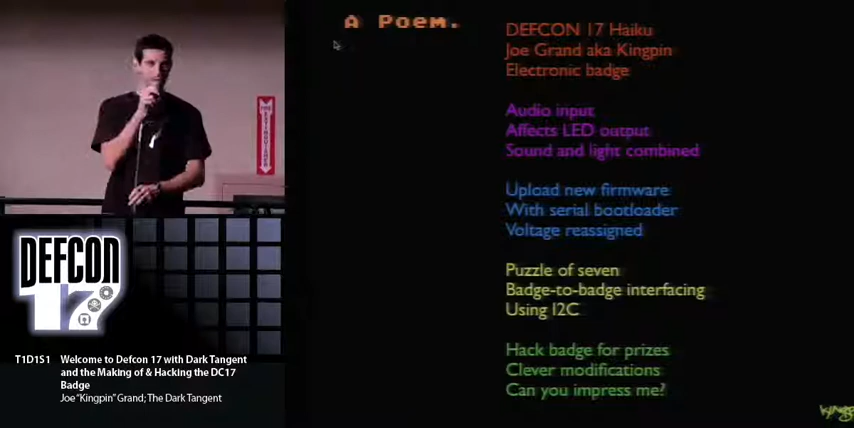 A Poem.
DEFCON 17 Haiku
Joe Grand aka Kingpin
Electronic badge
Audio input
Affects LED output
Sound and light combined
Upload new firmware
With serial bootloader
Voltage reassigned
Puzzle of seven
Badge-to-badge interfacing
Using I2C
Hack badge for prizes
Clever modifications
Can you impress me?
DEFCON
17
T1D1S1 Welcome to Defcon 17 with Dark Tangent
and the Making of & Hacking the DC17
Badge
Joe "Kingpin" Grand; The Dark Tangent